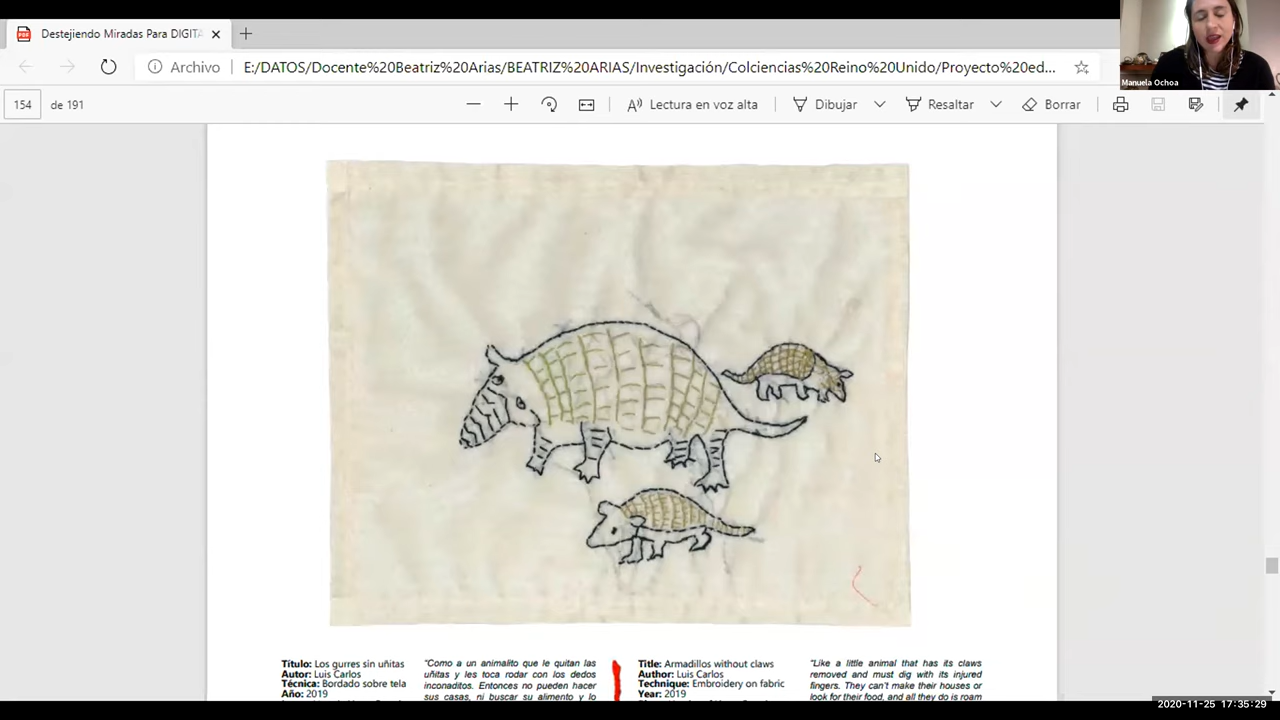 Destejiendo Miradas Para DIGITA
Archivo
E:/DATOS/Docente%20Beatriz%20Arias/BEATRIZ%20ARIAS/Investigación/Colciencias%20Reino%20Unido/Proyecto%20ed...
Manuela Ochoa
154 de 191
Lectura en voz alta
Dibujar
Resaltar
Borrar
Título: Los gurres sin uñitas
Autor: Luis Carlos
Técnica: Bordado sobre tela
Año: 2019
"Como a un animalito que le quitan las
uñitas y les toca rodar con los dedos
inconaditos. Entonces no pueden hacer
sus casas, ni buscar su alimento y lo
Title: Armadillos without claws
Author: Luis Carlos
Technique: Embroidery on fabric
Year: 2019
"Like a little animal that has its claws
removed and must dig with its injured
fingers. They can't make their houses or
look for their food, and all they do is roam
2020-11-25 17:35:29